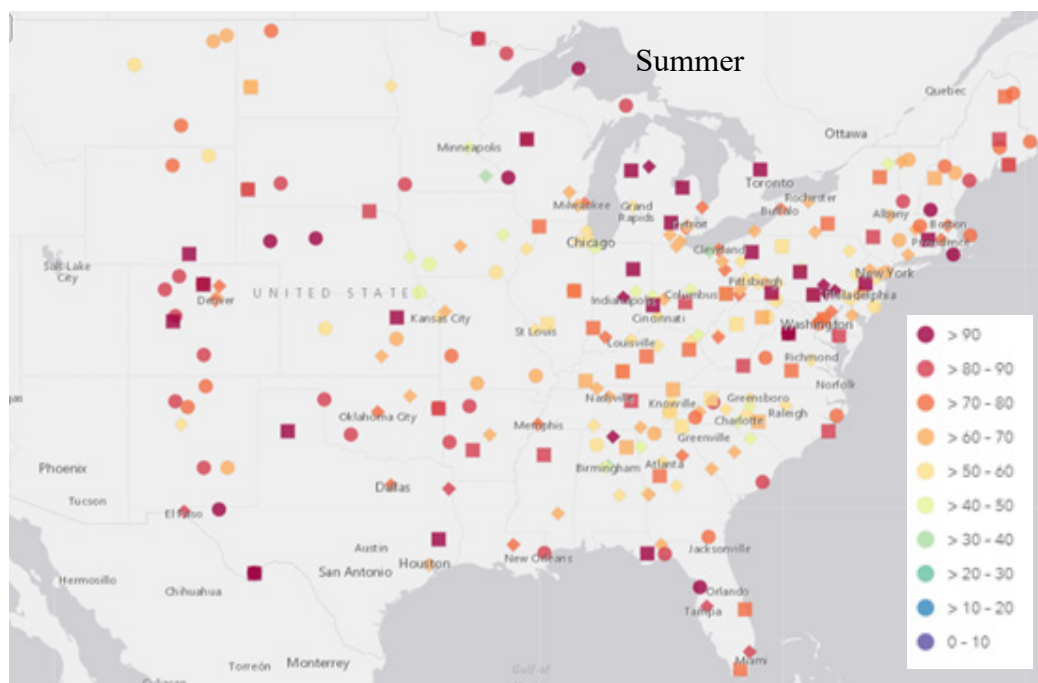 Summer
Quebec
Ottawa
Minneapolis
Toronto
Milwaukee
Grand
Rapids
Rochester
Buffalo
Albany
Boston
Detroit
Providence
Chicago
Cleveland
Salt Lake
City
New York
Pittsburgh
Denver
UNITED STATES
Indianapolis
Columbus
Philadelphia
Kansas City
St Louis
Cincinnati
Washington
Louisville
Richmond
Norfolk
Nashville
Knoxville
Greensboro
Raleigh
Oklahoma City
Memphis
Charlotte
Greenville
Phoenix
Birmingham
Atlanta
Tucson
Dallas
El Paso
Austin
Jacksonville
Houston
New Orleans
San Antonio
Hermosillo
Chihuahua
Orlando
Tampa
Miami
Torreón
Monterrey
Gulf of
> 90
> 80 - 90
> 70 - 80
> 60 - 70
> 50 - 60
> 40 - 50
> 30 - 40
> 20 - 30
> 10 - 20
0 - 10